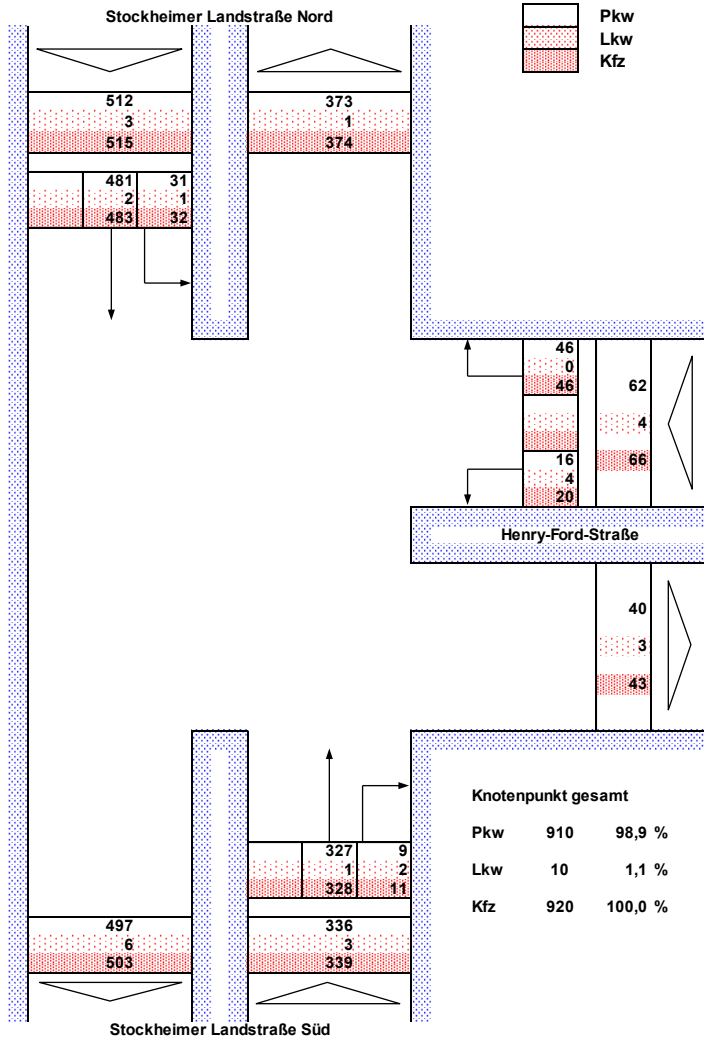 Stockheimer Landstraße Nord
Pkw
Lkw
Kfz
512 373
3 1
515 374
481 31
2 1
483 32
46
0
46
62
4
66
16
4
20
Henry-Ford-Straße
40
3
43
Knotenpunkt gesamt
Pkw 910 98,9 %
Lkw 10 1,1 %
Kfz 920 100,0 %
327 9
1 2
328 11
497 336
6 3
503 339
Stockheimer Landstraße Süd